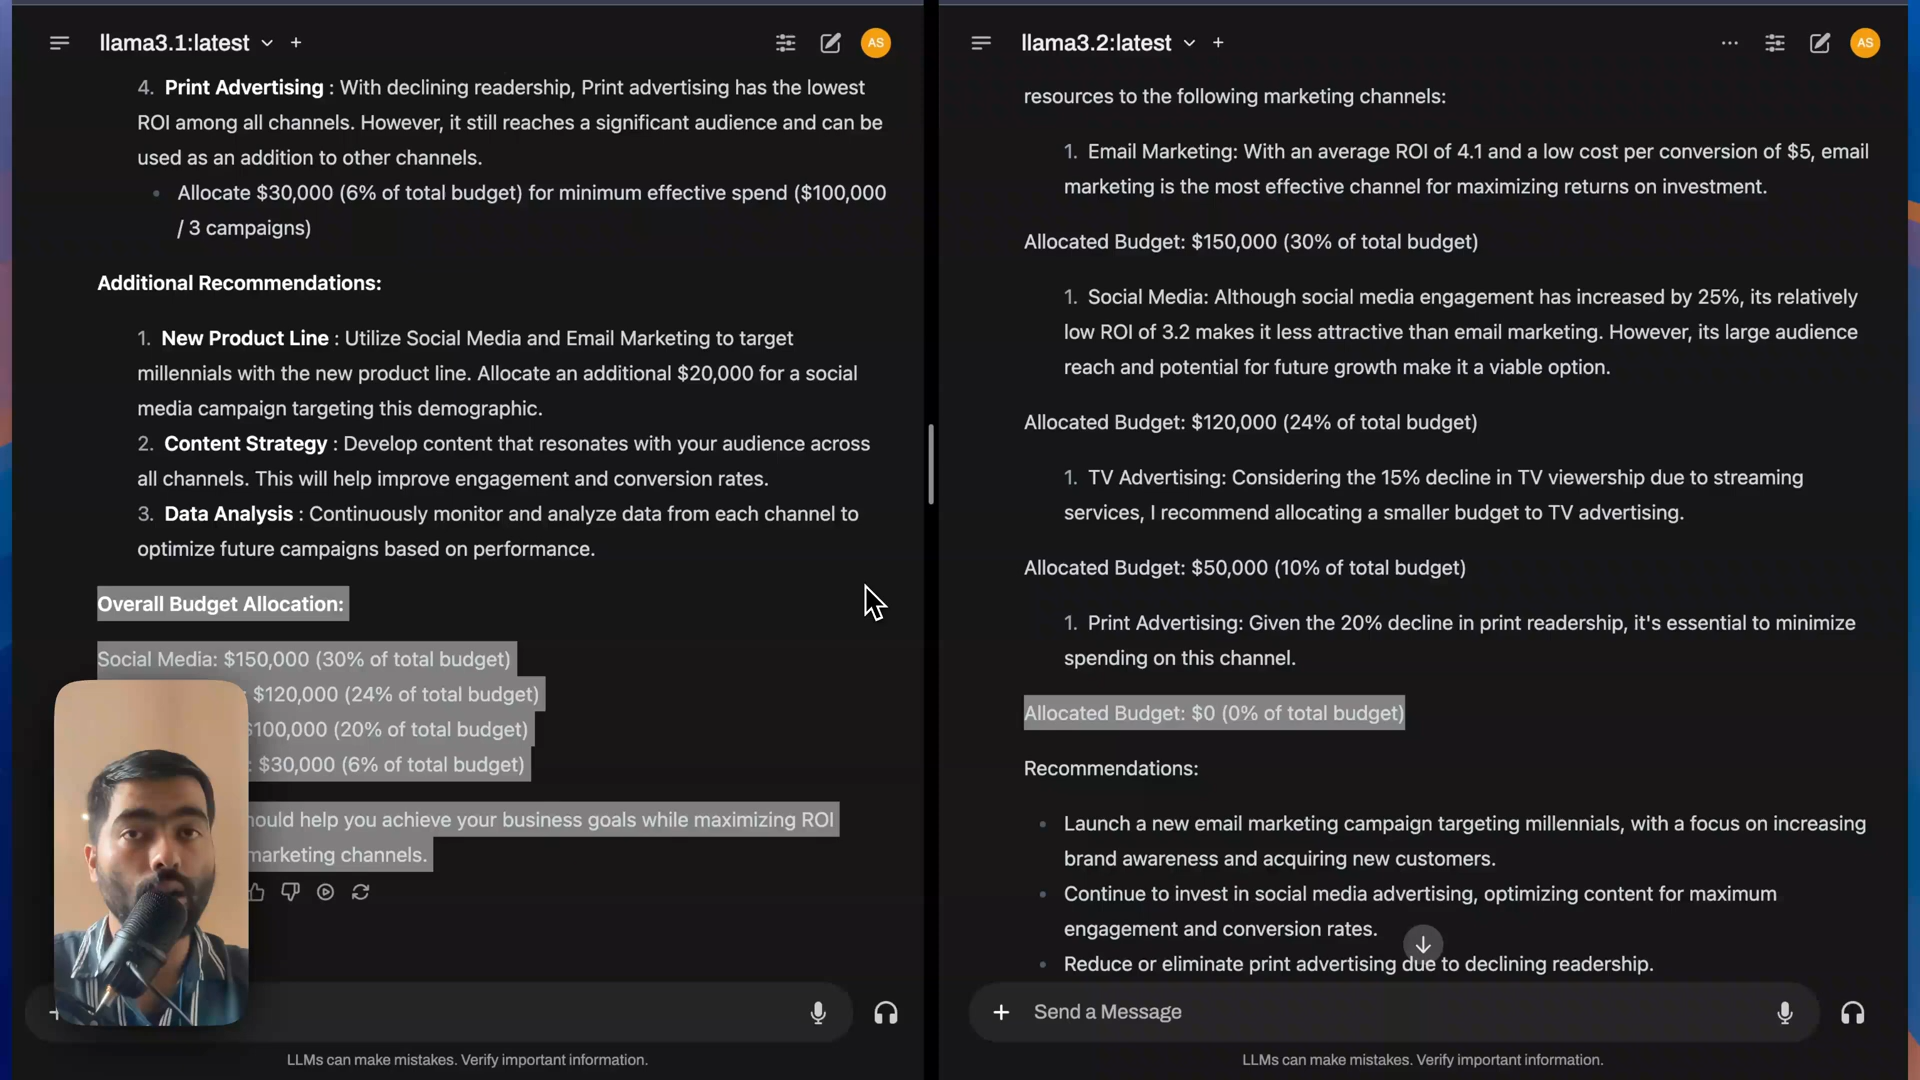 llama3.1:latest
4. Print Advertising : With declining readership, Print advertising has the lowest
ROI among all channels. However, it still reaches a significant audience and can be
used as an addition to other channels.
Allocate $30,000 (6% of total budget) for minimum effective spend ($100,000
/ 3 campaigns)
Additional Recommendations:
1. New Product Line : Utilize Social Media and Email Marketing to target
millennials with the new product line. Allocate an additional $20,000 for a social
media campaign targeting this demographic.
2. Content Strategy : Develop content that resonates with your audience across
all channels. This will help improve engagement and conversion rates.
3. Data Analysis : Continuously monitor and analyze data from each channel to
optimize future campaigns based on performance.
Overall Budget Allocation:
Social Media: $150,000 (30% of total budget)
: $120,000 (24% of total budget)
$100,000 (20% of total budget)
: $30,000 (6% of total budget)
help you achieve your business goals while maximizing ROI
marketing channels.
LLMs can make mistakes. Verify important information.
AS
llama3.2:latest
AS
resources to the following marketing channels:
1. Email Marketing: With an average ROI of 4.1 and a low cost per conversion of $5, email
marketing is the most effective channel for maximizing returns on investment.
Allocated Budget: $150,000 (30% of total budget)
1. Social Media: Although social media engagement has increased by 25%, its relatively
low ROI of 3.2 makes it less attractive than email marketing. However, its large audience
reach and potential for future growth make it a viable option.
Allocated Budget: $120,000 (24% of total budget)
1. TV Advertising: Considering the 15% decline in TV viewership due to streaming
services, I recommend allocating a smaller budget to TV advertising.
Allocated Budget: $50,000 (10% of total budget)
1. Print Advertising: Given the 20% decline in print readership, it's essential to minimize
spending on this channel.
Allocated Budget: $0 (0% of total budget)
Recommendations:
Launch a new email marketing campaign targeting millennials, with a focus on increasing
brand awareness and acquiring new customers.
Continue to invest in social media advertising, optimizing content for maximum
engagement and conversion rates.
Reduce or eliminate print advertising due to declining readership.
Send a Message
LLMs can make mistakes. Verify important information.